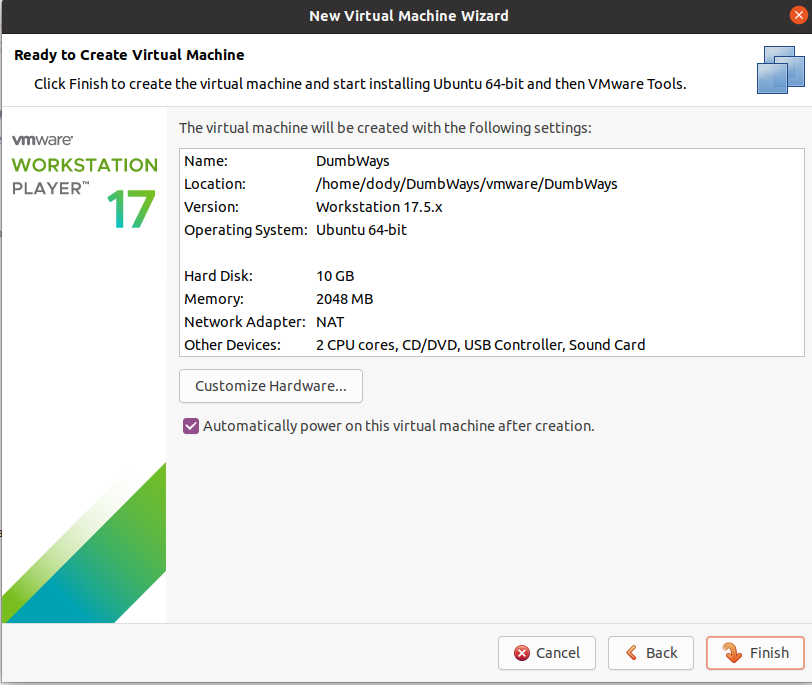 New Virtual Machine Wizard
Ready to Create Virtual Machine
Click Finish to create the virtual machine and start installing Ubuntu 64-bit and then VMware Tools.
vmware
WORKSTATION
PLAYER™
17
The virtual machine will be created with the following settings:
Name: DumbWays
Location: /home/dody/DumbWays/vmware/DumbWays
Version: Workstation 17.5.x
Operating System: Ubuntu 64-bit
Hard Disk: 10 GB
Memory: 2048 MB
Network Adapter: NAT
Other Devices: 2 CPU cores, CD/DVD, USB Controller, Sound Card
Customize Hardware...
Automatically power on this virtual machine after creation.
Cancel Back Finish